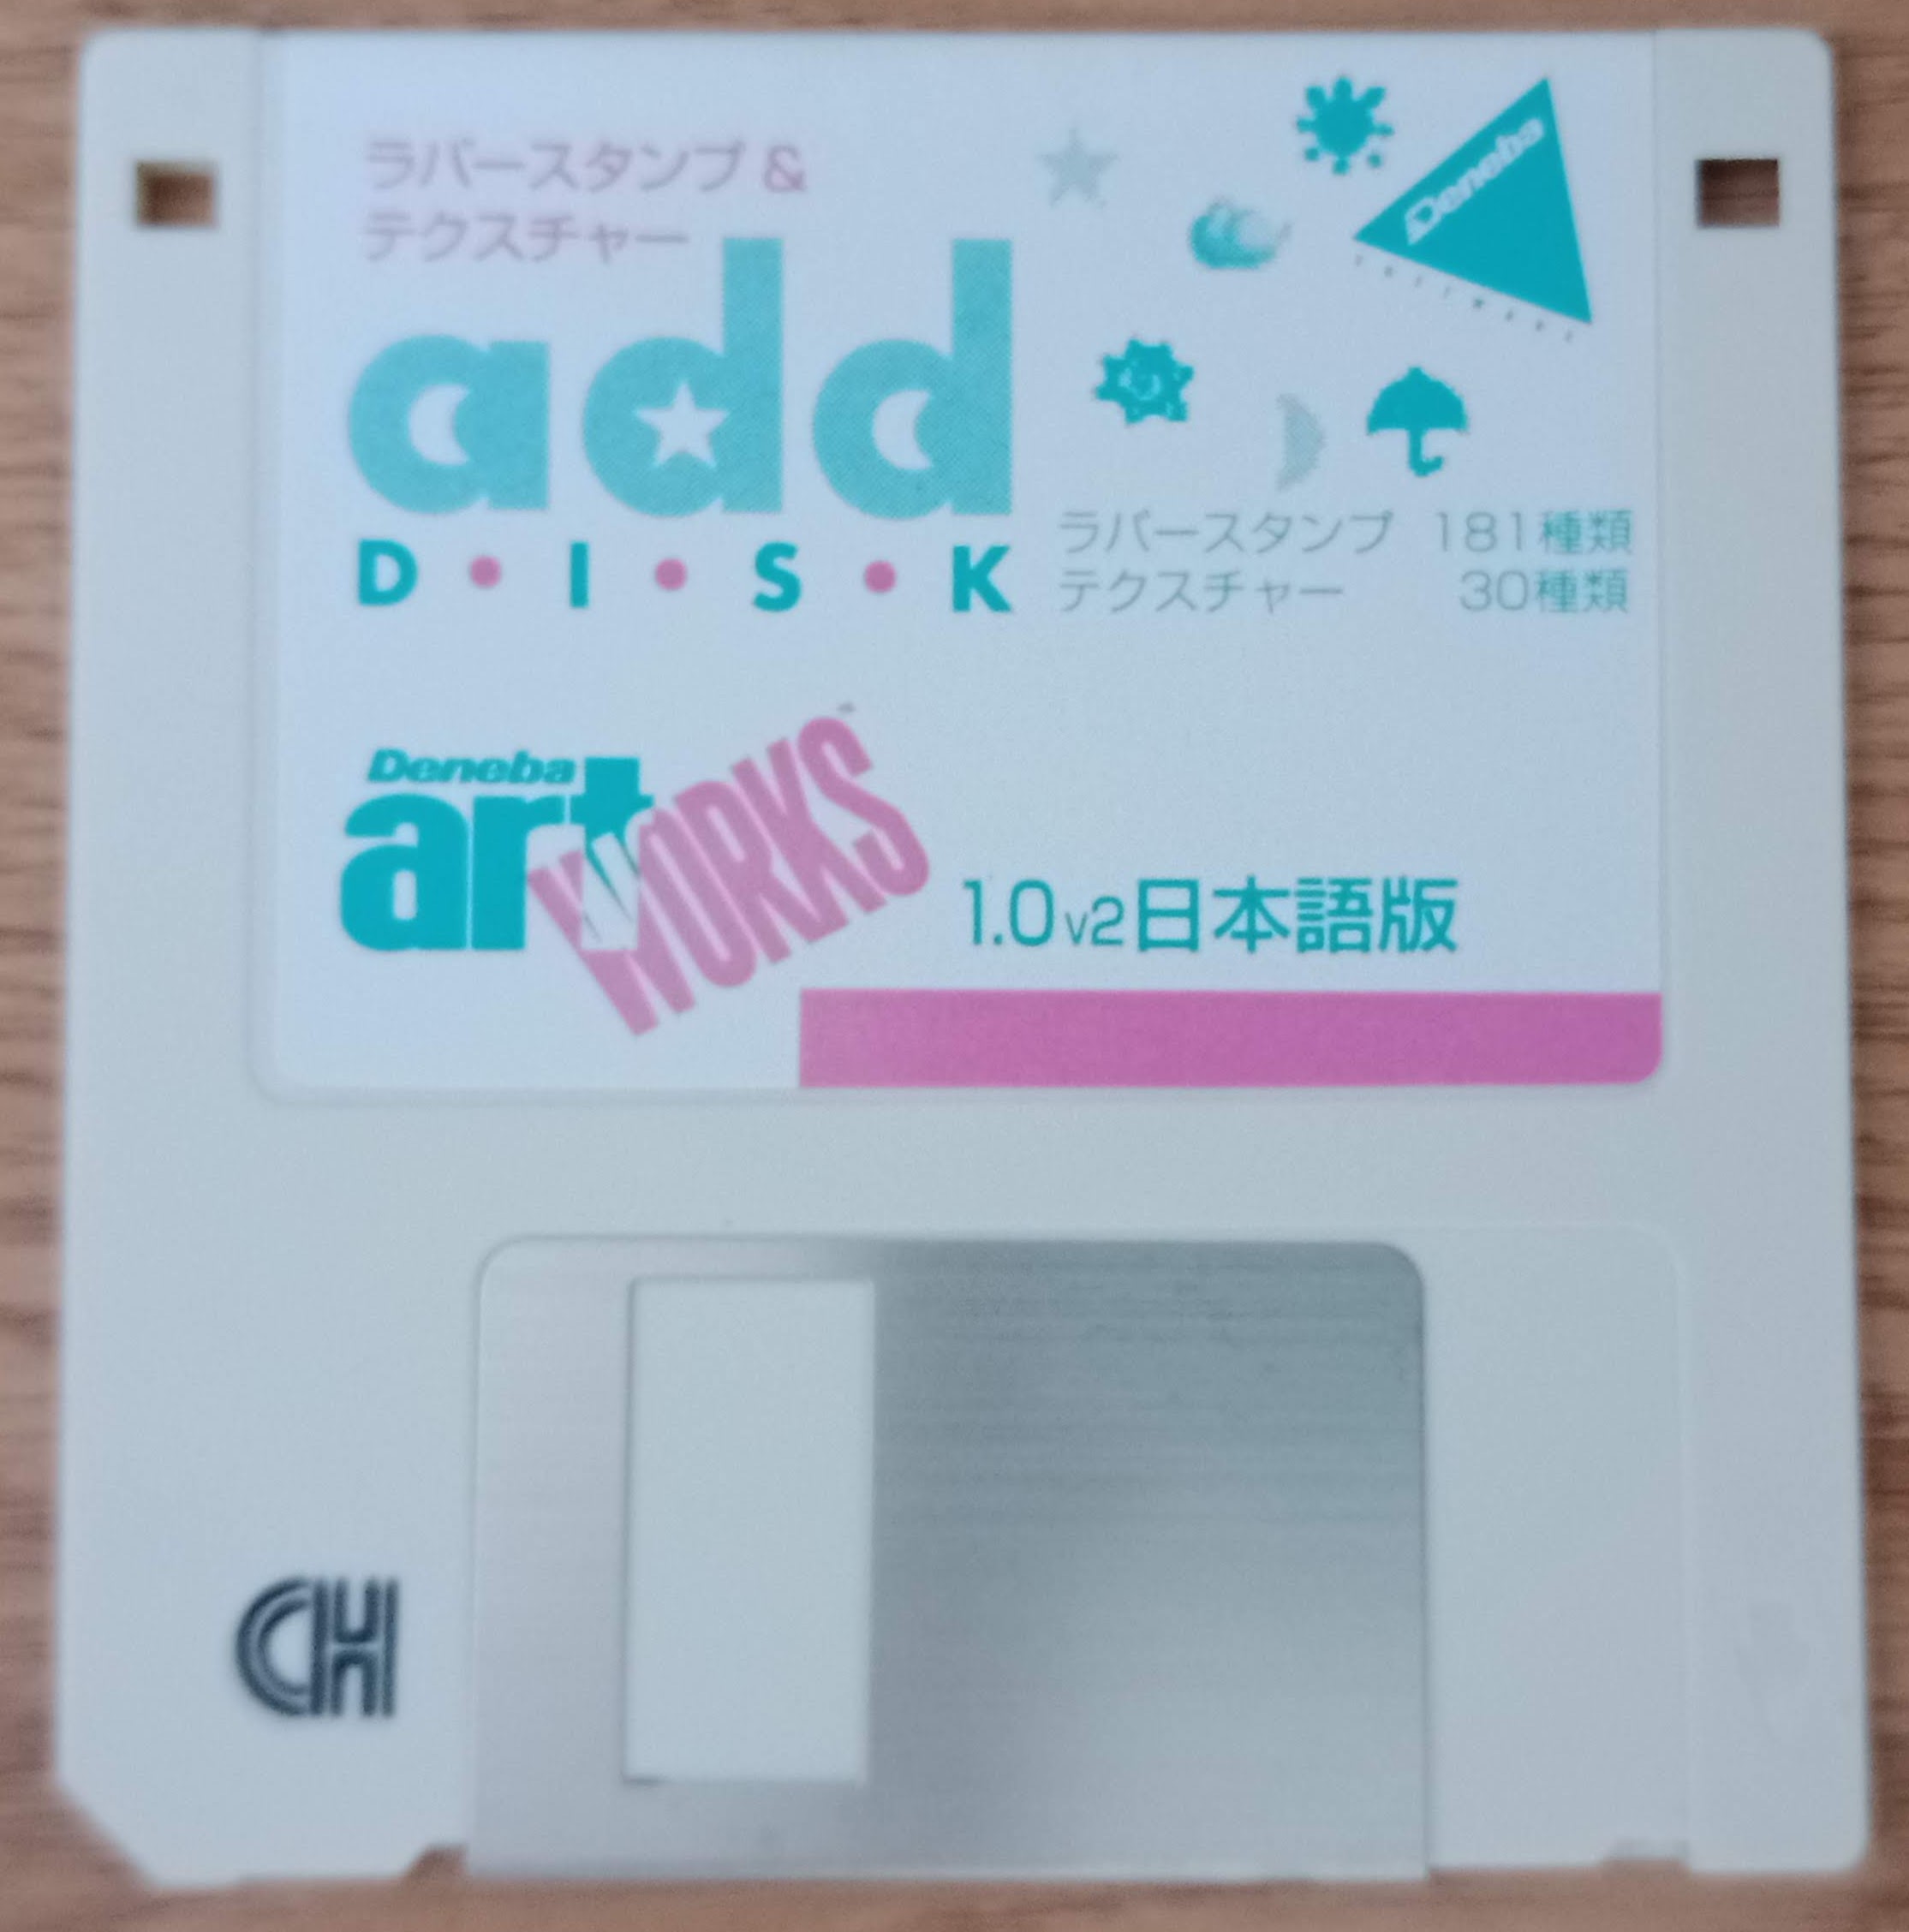 ラバースタンプ &
テクスチャー
add
D・I・S・K
Deneba
ラバースタンプ 181種類
テクスチャー 30種類
Deneba
artWORKS
1.0v2日本語版
CH